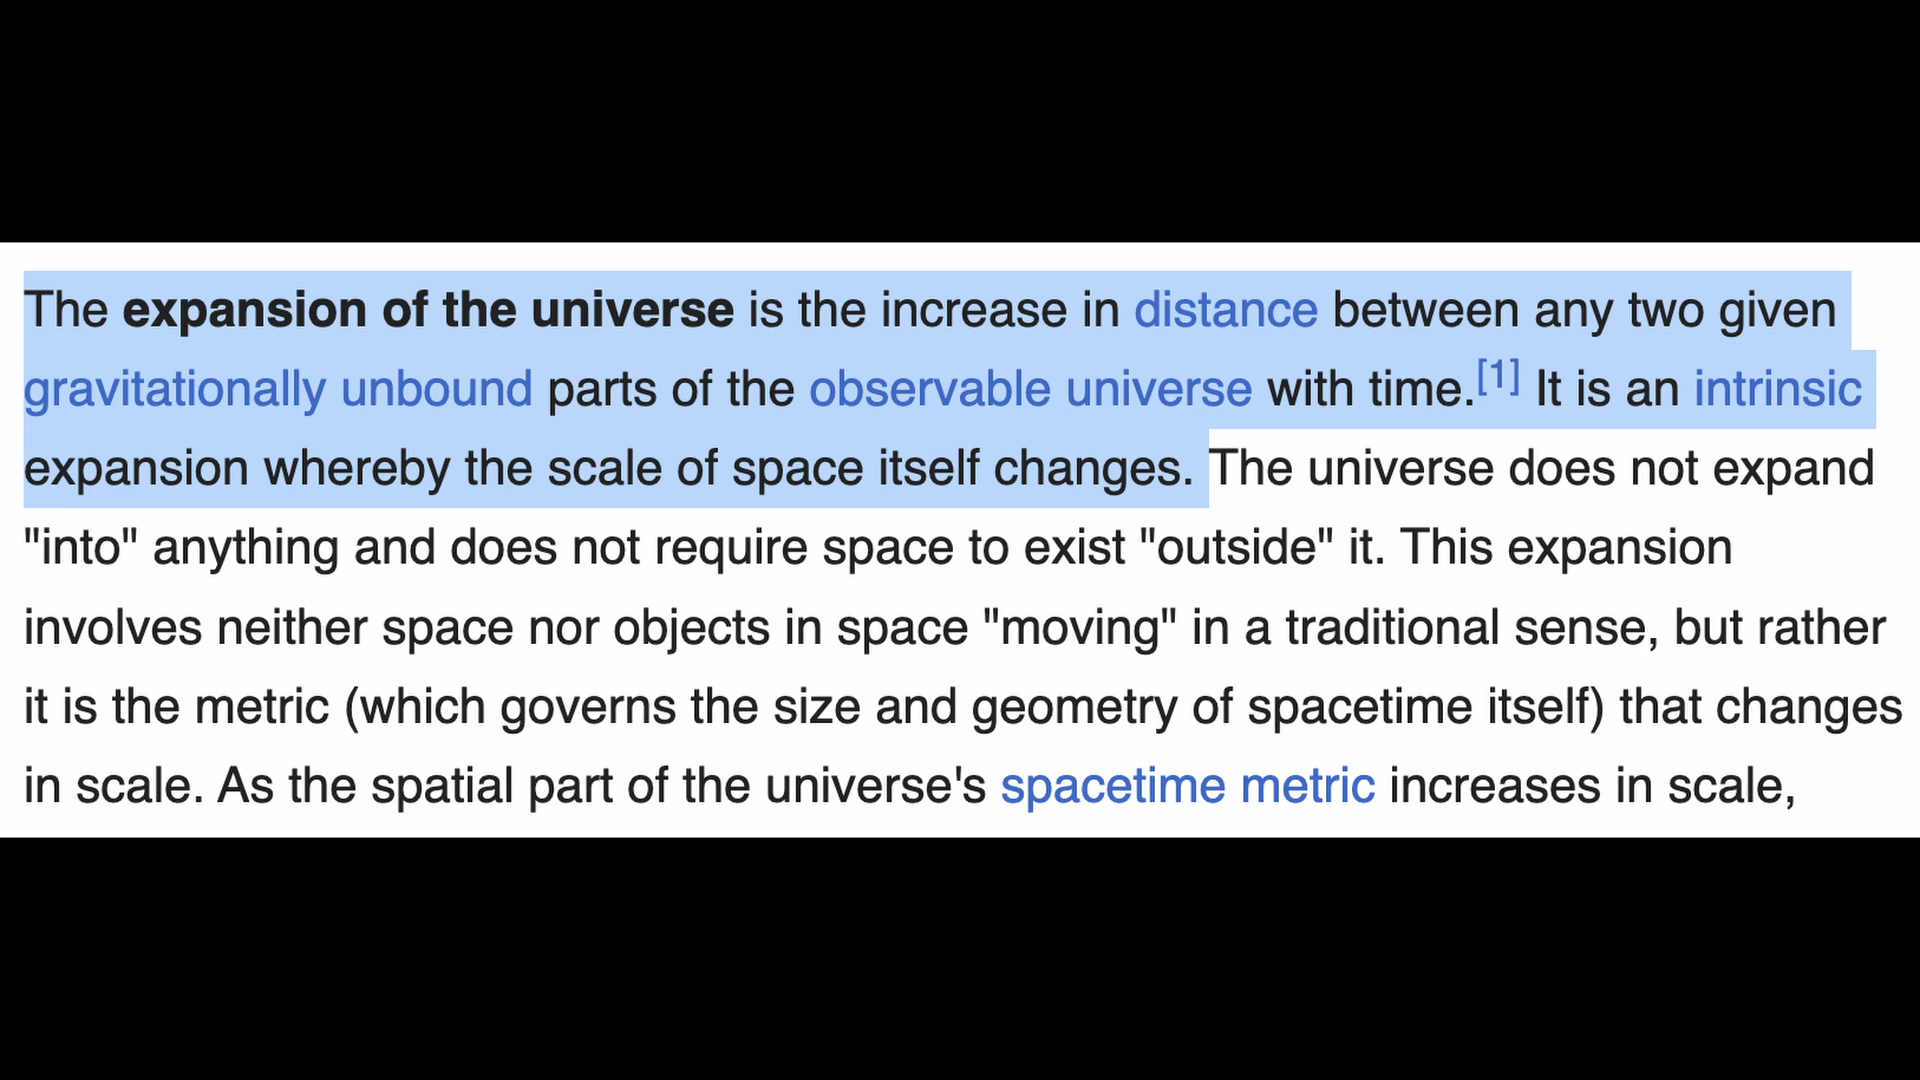 The expansion of the universe is the increase in distance between any two given
gravitationally unbound parts of the observable universe with time.[1] It is an intrinsic
expansion whereby the scale of space itself changes. The universe does not expand
"into" anything and does not require space to exist "outside" it. This expansion
involves neither space nor objects in space "moving" in a traditional sense, but rather
it is the metric (which governs the size and geometry of spacetime itself) that changes
in scale. As the spatial part of the universe's spacetime metric increases in scale,